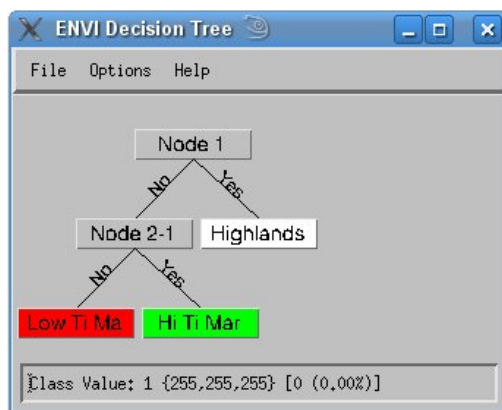 ENVI Decision Tree
File Options Help
Node 1
No Yes
Node 2-1 Highlands
No Yes
Low Ti Ma Hi Ti Mar
Class Value: 1 {255,255,255} [0 (0.00%)]